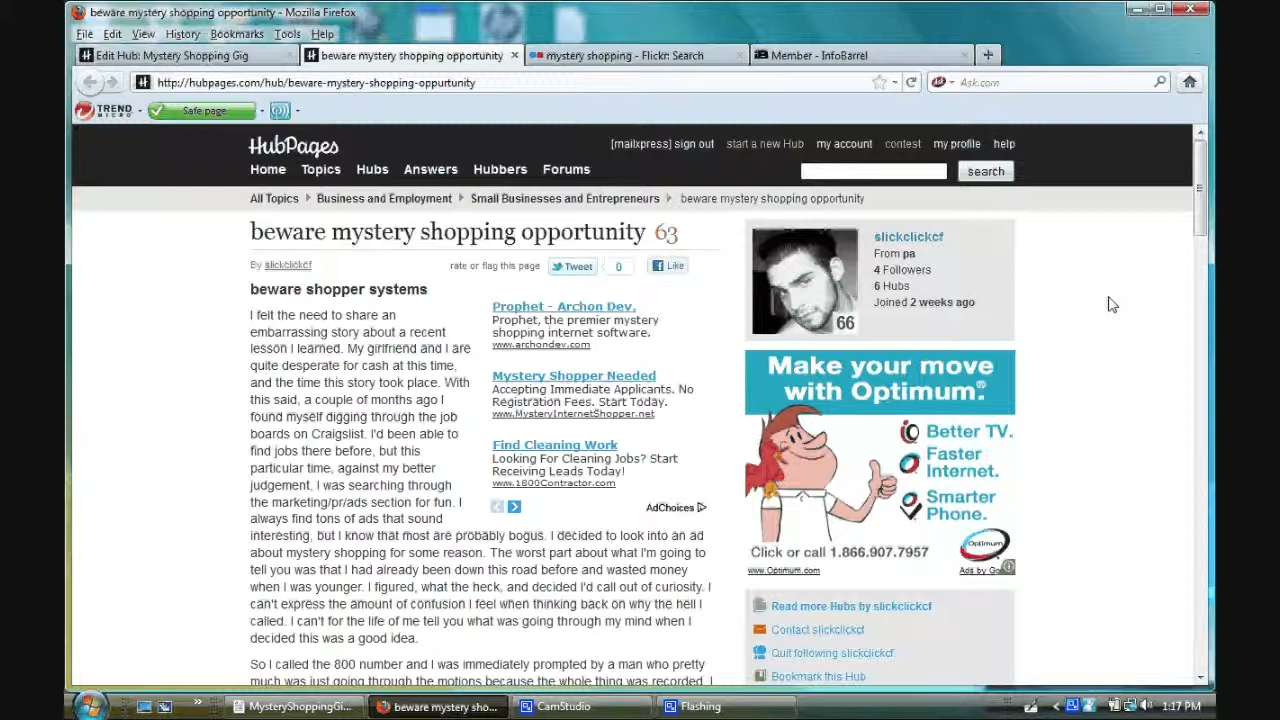 beware mystery shopping opportunity - Mozilla Firefox
File Edit View History Bookmarks Tools Help
Edit Hub: Mystery Shopping Gig
beware mystery shopping opportunity
mystery shopping - Flickr: Search
Member - InfoBarrel
http://hubpages.com/hub/beware-mystery-shopping-oppurtunity
Ask.com
TREND MICRO
Safe page
HubPages
[mailxpress] sign out start a new Hub my account contest my profile help
Home Topics Hubs Answers Hubbers Forums
search
All Topics Business and Employment Small Businesses and Entrepreneurs beware mystery shopping opportunity
beware mystery shopping opportunity 63
By slickclickcf
rate or flag this page Tweet 0 Like
beware shopper systems
I felt the need to share an
embarrassing story about a recent
lesson I learned. My girlfriend and I are
quite desperate for cash at this time,
and the time this story took place. With
this said, a couple of months ago I
found myself digging through the job
boards on Craigslist. I'd been able to
find jobs there before, but this
particular time, against my better
judgement, I was searching through
the marketing/pr/ads section for fun. I
always find tons of ads that sound
interesting, but I know that most are probably bogus. I decided to look into an ad
about mystery shopping for some reason. The worst part about what I'm going to
tell you was that I had already been down this road before and wasted money
when I was younger. I figured, what the heck, and decided I'd call out of curiosity. I
can't express the amount of confusion I feel when thinking back on why the hell I
called. I can't for the life of me tell you what was going through my mind when I
decided this was a good idea.
So I called the 800 number and I was immediately prompted by a man who pretty
much was just going through the motions because the whole thing was recorded. I
Prophet - Archon Dev.
Prophet, the premier mystery
shopping internet software.
www.archondev.com
Mystery Shopper Needed
Accepting Immediate Applicants. No
Registration Fees. Start Today.
www.MysteryInternetShopper.net
Find Cleaning Work
Looking For Cleaning Jobs? Start
Receiving Leads Today!
www.1800Contractor.com
AdChoices
66
slickclickcf
From pa
4 Followers
6 Hubs
Joined 2 weeks ago
Make your move
with Optimum.®
Better TV.
Faster
Internet.
Smarter
Phone.
Click or call 1.866.907.7957
Optimum
www.Optimum.com
Ads by Go
Read more Hubs by slickclickcf
Contact slickclickcf
Quit following slickclickcf
Bookmark this Hub
MysteryShoppingGi...
beware mystery sho...
CamStudio
Flashing
1:17 PM